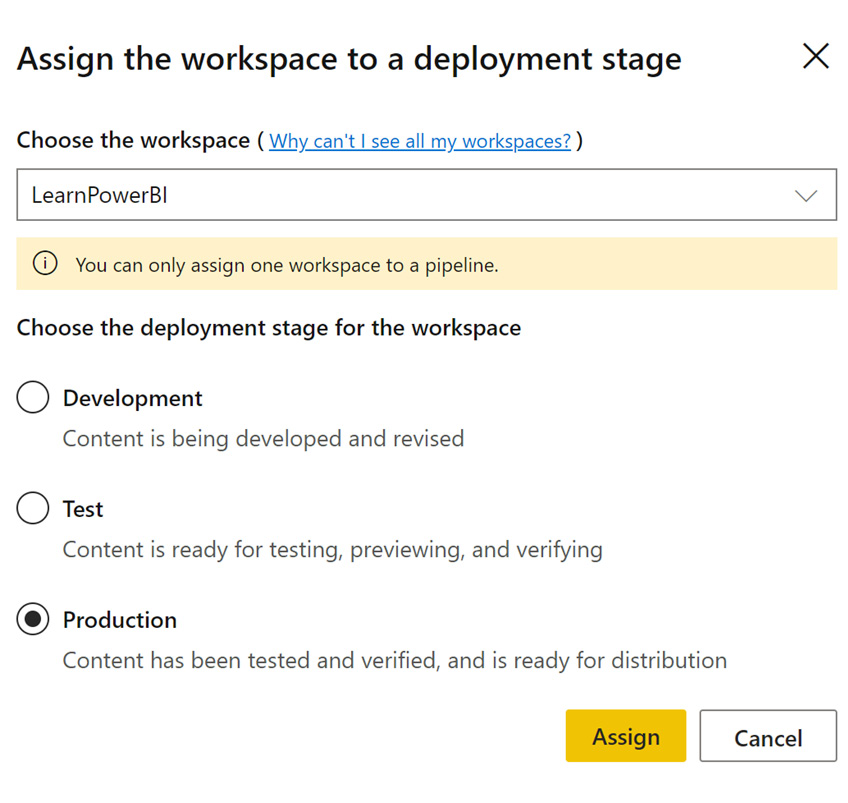 Assign the workspace to a deployment stage
Choose the workspace ( Why can't I see all my workspaces? )
LearnPowerBI
You can only assign one workspace to a pipeline.
Choose the deployment stage for the workspace
Development
Content is being developed and revised
Test
Content is ready for testing, previewing, and verifying
Production
Content has been tested and verified, and is ready for distribution
Assign Cancel